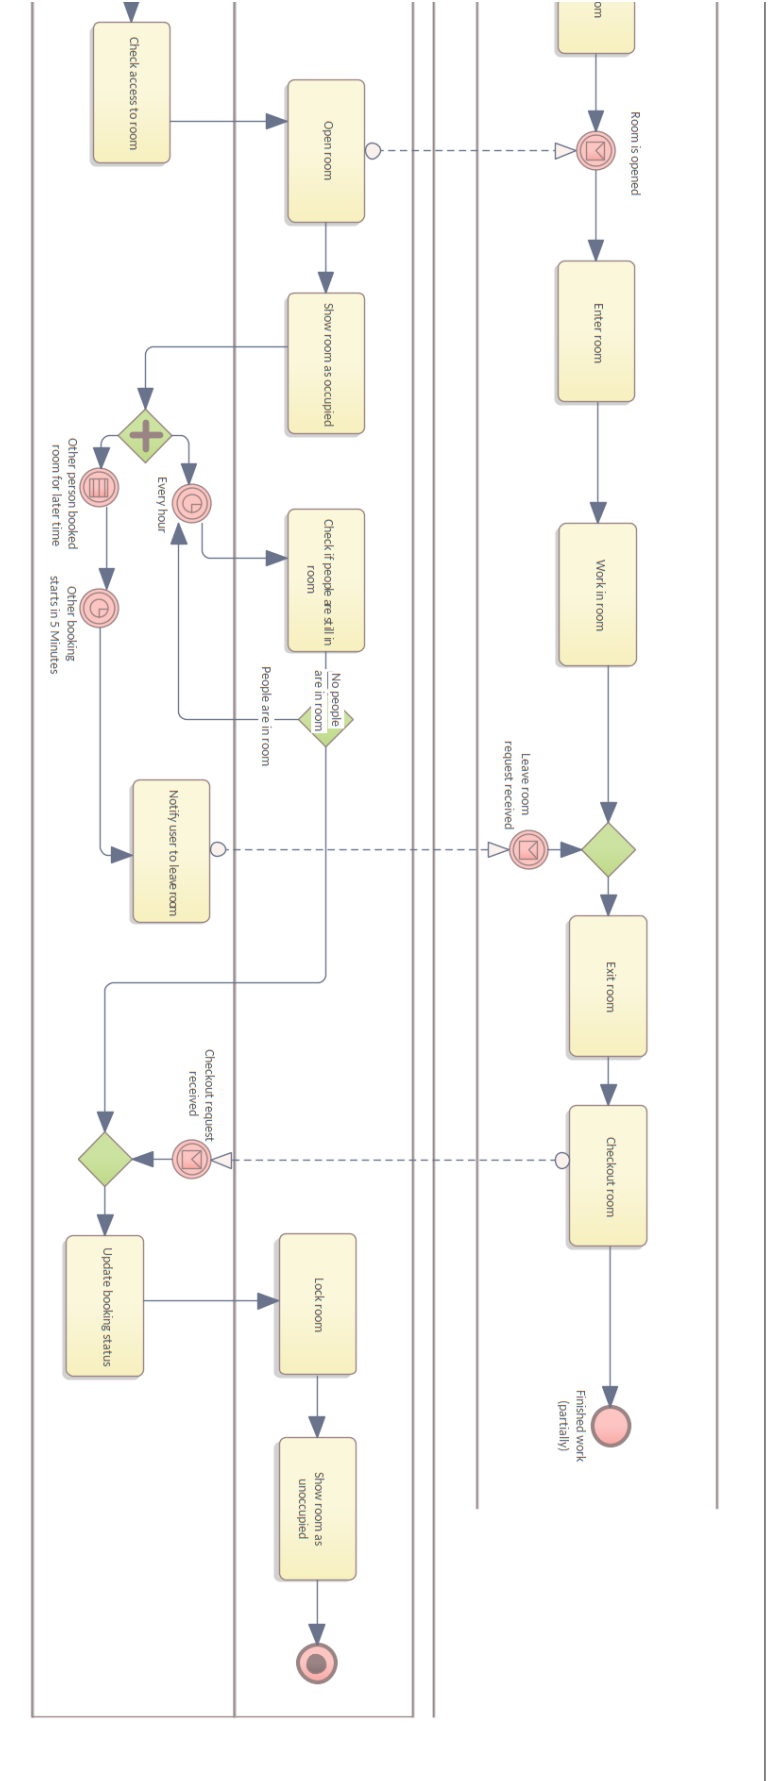 om
Room is opened
Enter room
Work in room
Leave room
request received
Exit room
Checkout room
Finished work
(partially)
Open room
Show room as occupied
Check if people are still in
room
No people
are in room
People are in room
Lock room
Show room as
unoccupied
Check access to room
Every hour
Other person booked
room for later time
Other booking
starts in 5 Minutes
Notify user to leave room
Checkout request
received
Update booking status